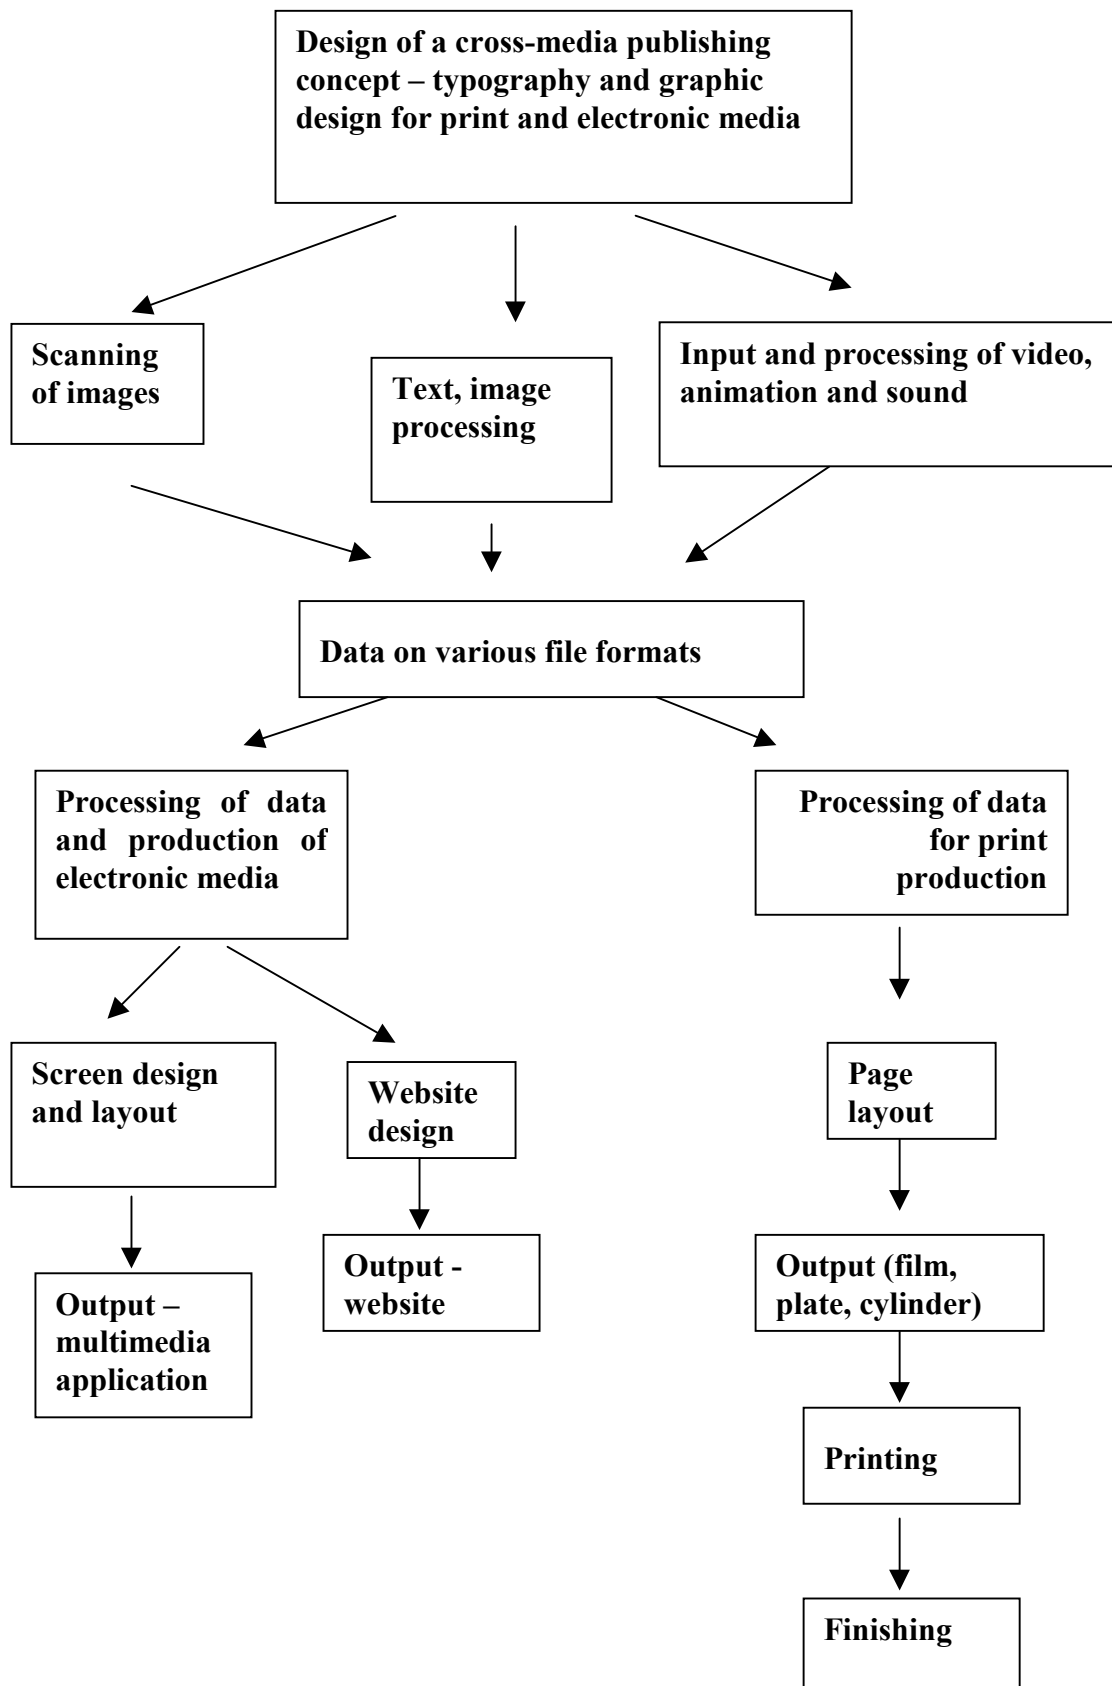 Design of a cross-media publishing
concept – typography and graphic
design for print and electronic media
Scanning
of images
Text, image
processing
Input and processing of video,
animation and sound
Data on various file formats
Processing of data
and production of
electronic media
Processing of data
for print
production
Screen design
and layout
Website
design
Page
layout
Output –
multimedia
application
Output -
website
Output (film,
plate, cylinder)
Printing
Finishing